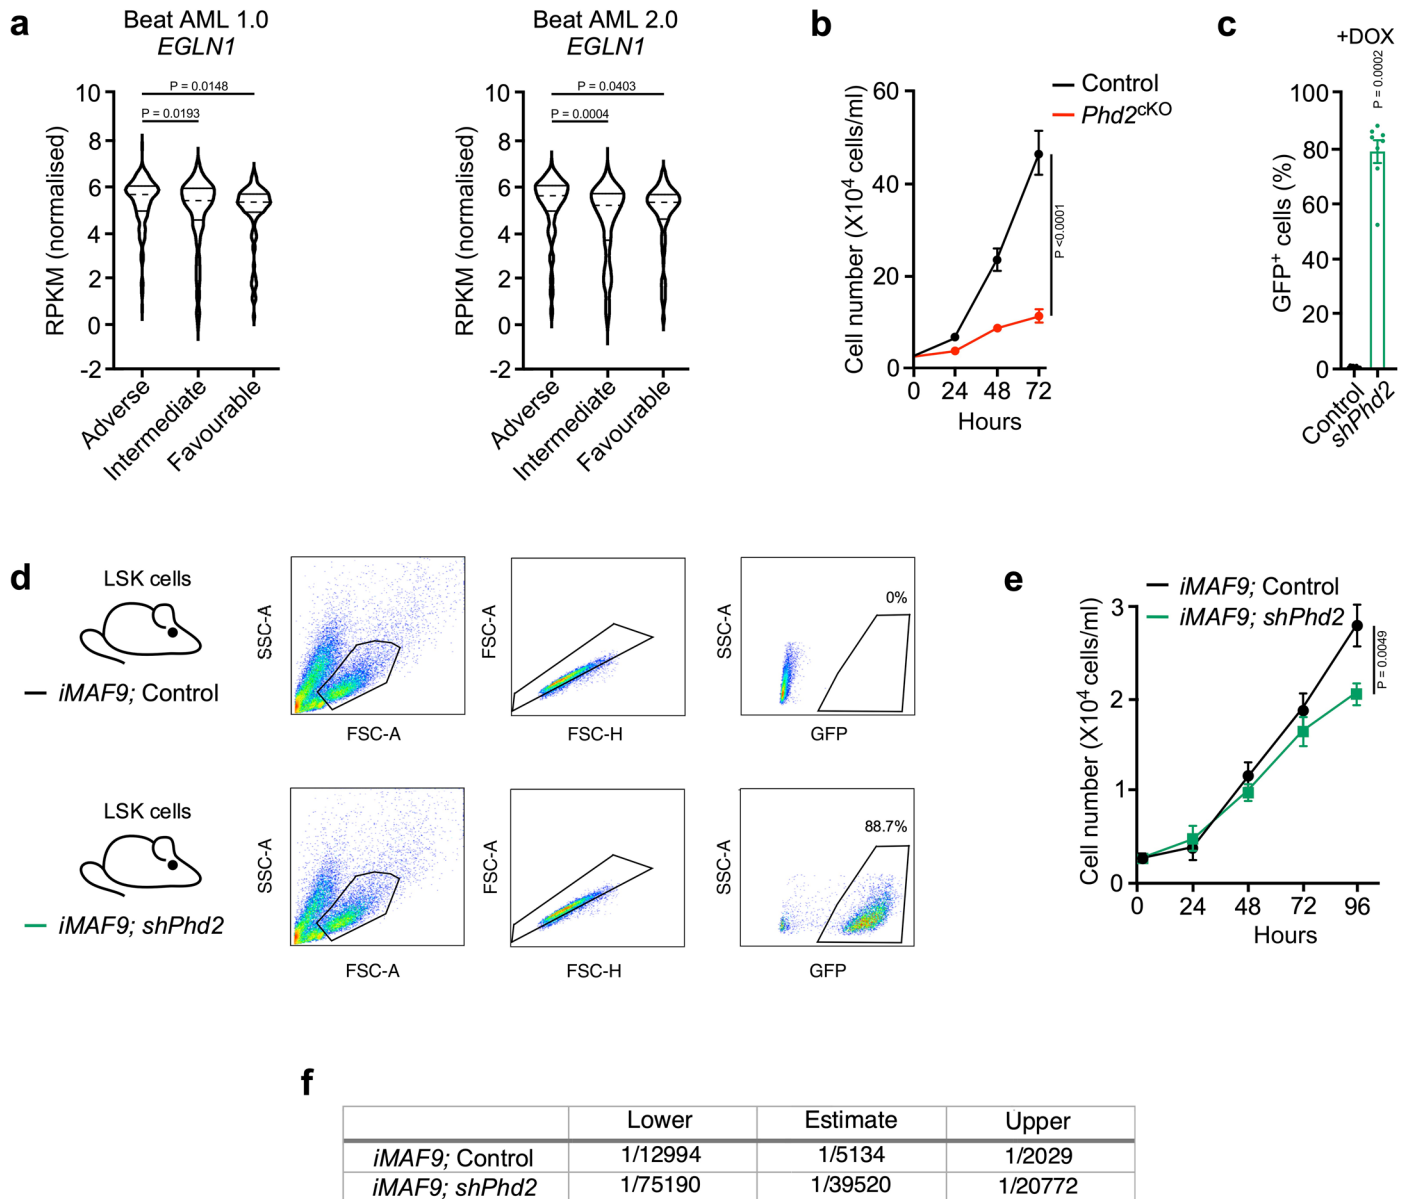 a
Beat AML 1.0
EGLN1
P = 0.0148
P = 0.0193
RPKM (normalised)
10
8
6
4
2
0
-2
Adverse
Intermediate
Favourable
Beat AML 2.0
EGLN1
P = 0.0403
P = 0.0004
RPKM (normalised)
10
8
6
4
2
0
-2
Adverse
Intermediate
Favourable
b
Control
Phd2cKO
Cell number (X10⁴ cells/ml)
60
40
20
0
P <0.0001
0 24 48 72
Hours
c
+DOX
P = 0.0002
GFP⁺ cells (%)
100
80
60
40
20
0
Control
shPhd2
d
LSK cells
iMAF9; Control
SSC-A
FSC-A
FSC-A
FSC-H
SSC-A
0%
GFP
LSK cells
iMAF9; shPhd2
SSC-A
FSC-A
FSC-A
FSC-H
SSC-A
88.7%
GFP
e
iMAF9; Control
iMAF9; shPhd2
Cell number (X10⁴ cells/ml)
3
2
1
0
P = 0.0049
0 24 48 72 96
Hours
f
Lower Estimate Upper
iMAF9; Control 1/12994 1/5134 1/2029
iMAF9; shPhd2 1/75190 1/39520 1/20772